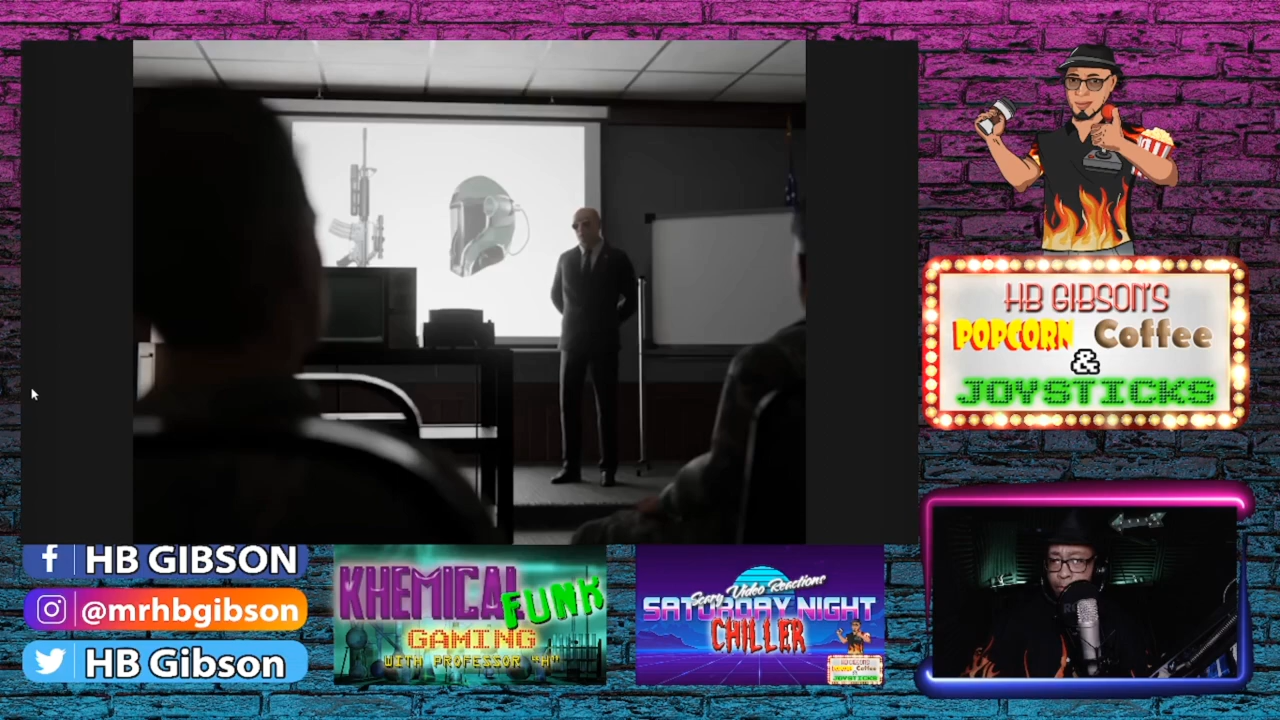 HB GIBSON'S
POPCORN Coffee
&
JOYSTICKS
HB GIBSON
@mrhbgibson
HB Gibson
KHEMICAL
FUNK
GAMING
WITH PROFESSOR "H"
Scary Video Reactions
SATURDAY NIGHT
CHILLER